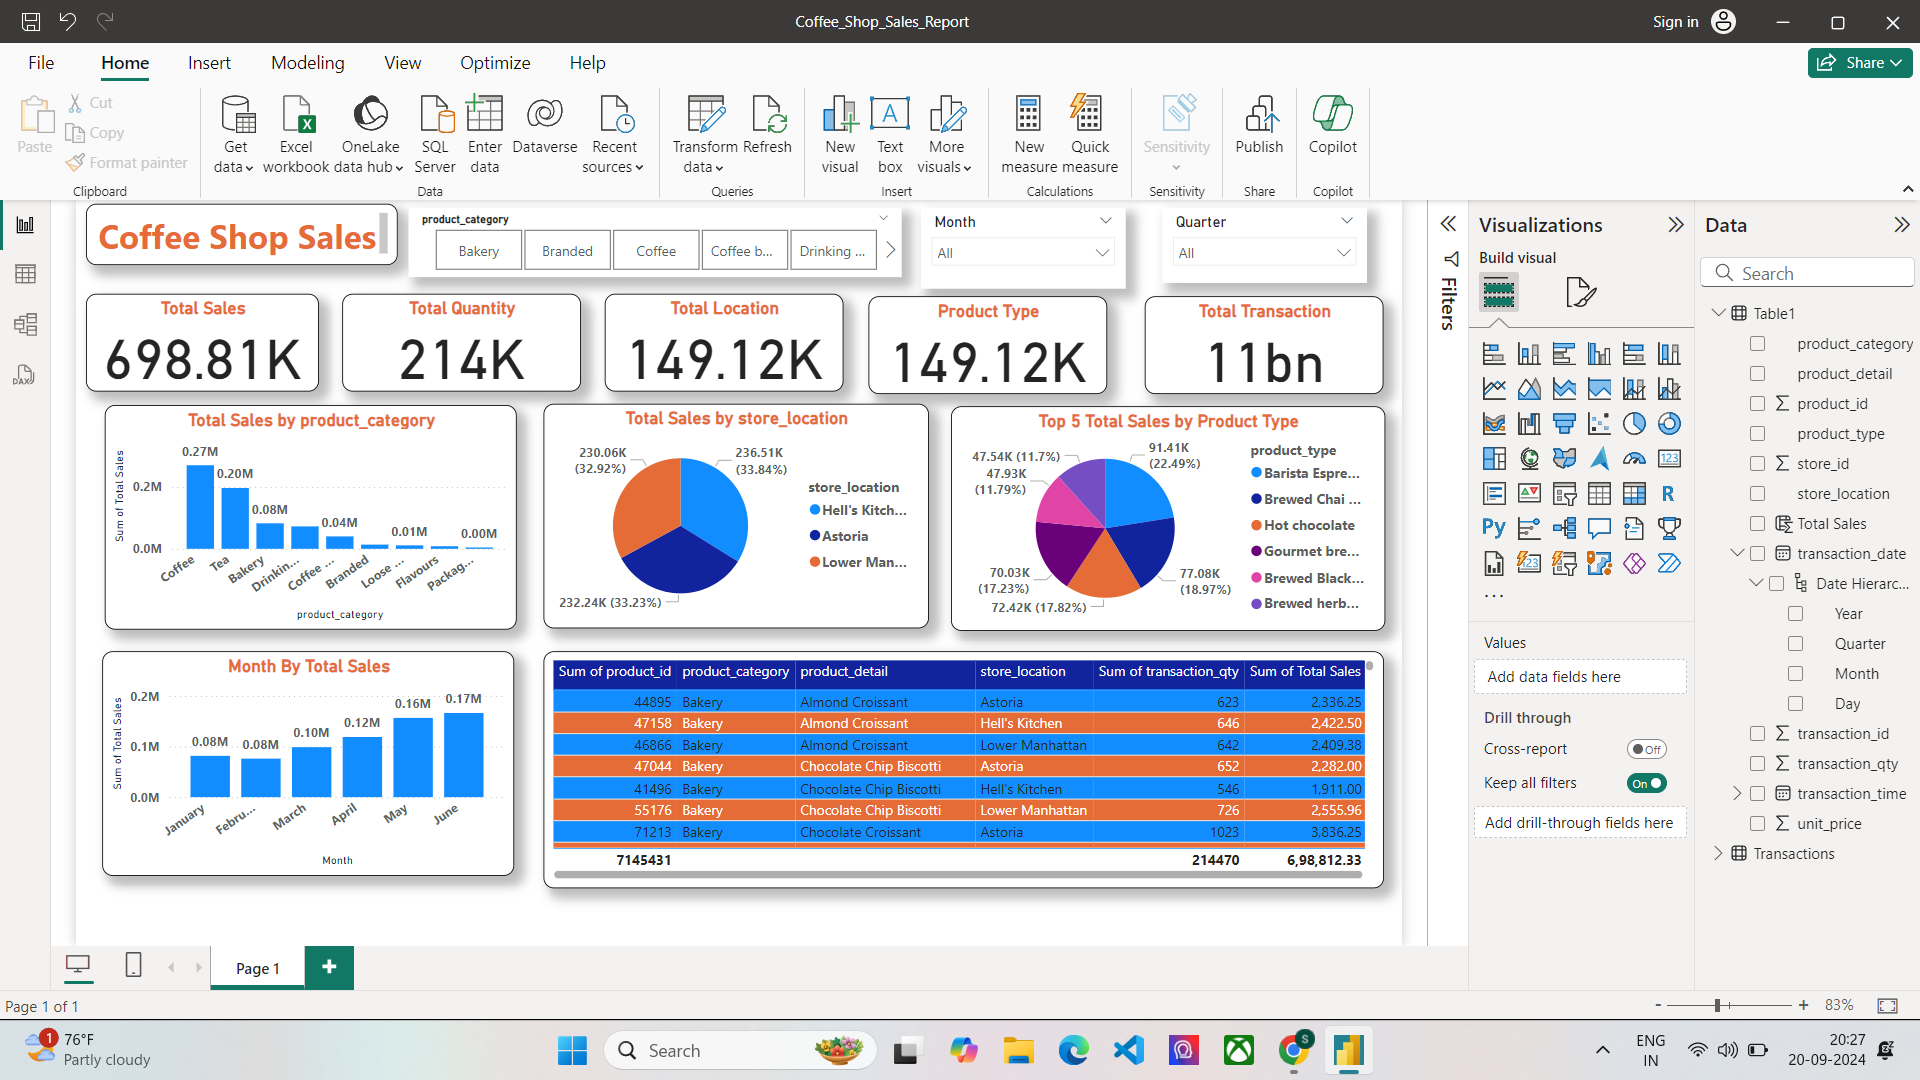 Coffee_Shop_Sales_Report
Sign in
File
Home
Insert
Modeling
View
Optimize
Help
Share
Paste
Cut
Copy
Format painter
Clipboard
Get data
Excel workbook
OneLake data hub
SQL Server
Enter data
Dataverse
Recent sources
Data
Transform data
Refresh
Queries
New visual
Text box
More visuals
Insert
New measure
Quick measure
Calculations
Sensitivity
Sensitivity
Publish
Share
Copilot
Copilot
Coffee Shop Sales
product_category
Bakery
Branded
Coffee
Coffee b...
Drinking ...
Month
All
Quarter
All
Total Sales
698.81K
Total Quantity
214K
Total Location
149.12K
Product Type
149.12K
Total Transaction
11bn
Total Sales by product_category
Sum of Total Sales
0.2M
0.0M
0.27M
0.20M
0.08M
0.04M
0.01M
0.00M
Coffee
Tea
Bakery
Drinkin...
Coffee ...
Branded
Loose ...
Flavours
Packag...
product_category
Total Sales by store_location
230.06K
(32.92%)
236.51K
(33.84%)
232.24K (33.23%)
store_location
Hell's Kitch...
Astoria
Lower Man...
Top 5 Total Sales by Product Type
47.54K (11.7%)
47.93K
(11.79%)
91.41K
(22.49%)
70.03K
(17.23%)
72.42K (17.82%)
77.08K
(18.97%)
product_type
Barista Espre...
Brewed Chai ...
Hot chocolate
Gourmet bre...
Brewed Black...
Brewed herb...
Month By Total Sales
Sum of Total Sales
0.2M
0.1M
0.0M
0.08M
0.08M
0.10M
0.12M
0.16M
0.17M
January
Febru...
March
April
May
June
Month
Sum of product_id product_category product_detail store_location Sum of transaction_qty Sum of Total Sales
44895 Bakery Almond Croissant Astoria 623 2,336.25
47158 Bakery Almond Croissant Hell's Kitchen 646 2,422.50
46866 Bakery Almond Croissant Lower Manhattan 642 2,409.38
47044 Bakery Chocolate Chip Biscotti Astoria 652 2,282.00
41496 Bakery Chocolate Chip Biscotti Hell's Kitchen 546 1,911.00
55176 Bakery Chocolate Chip Biscotti Lower Manhattan 726 2,555.96
71213 Bakery Chocolate Croissant Astoria 1023 3,836.25
7145431 214470 6,98,812.33
Filters
Visualizations
Build visual
123
R
Py
...
Values
Add data fields here
Drill through
Cross-report
Off
Keep all filters
On
Add drill-through fields here
Data
Search
Table1
product_category
product_detail
Σ product_id
product_type
Σ store_id
store_location
Total Sales
transaction_date
Date Hierarc...
Year
Quarter
Month
Day
Σ transaction_id
Σ transaction_qty
transaction_time
Σ unit_price
Transactions
DAX
Page 1
+
Page 1 of 1
- + 83%
1
76°F
Partly cloudy
Search
S
ENG
IN
20:27
20-09-2024